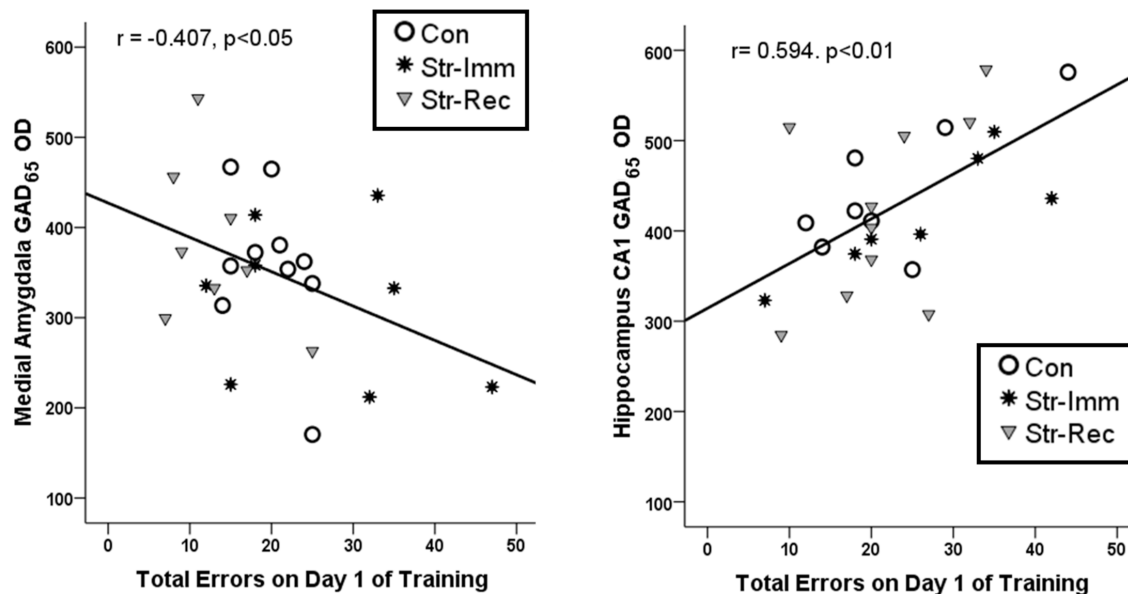 r = -0.407, p<0.05
Con
Str-Imm
Str-Rec
600
500
400
300
200
100
Medial Amygdala GAD65 OD
0 10 20 30 40 50
Total Errors on Day 1 of Training
r= 0.594. p<0.01
600
500
400
300
200
100
Hippocampus CA1 GAD65 OD
Con
Str-Imm
Str-Rec
0 10 20 30 40 50
Total Errors on Day 1 of Training